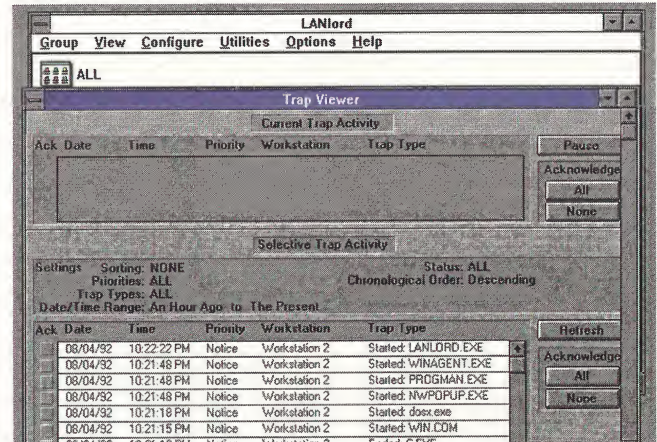 LANlord
Group View Configure Utilities Options Help
ALL
Trap Viewer
Current Trap Activity
Ack Date Time Priority Workstation Trap Type
Pause
Acknowledge
All
None
Selective Trap Activity
Settings Sorting: NONE Status: ALL
Priorities: ALL Chronological Order: Descending
Trap Types: ALL
Date/Time Range: An Hour Ago to The Present
Ack Date Time Priority Workstation Trap Type
Refresh
08/04/92 10:22:22 PM Notice Workstation 2 Started: LANLORD.EXE
Acknowledge
08/04/92 10:21:48 PM Notice Workstation 2 Started: WINAGENT.EXE
08/04/92 10:21:48 PM Notice Workstation 2 Started: PROGMAN.EXE
All
08/04/92 10:21:48 PM Notice Workstation 2 Started: NWPOPUP.EXE
None
08/04/92 10:21:18 PM Notice Workstation 2 Started: dosx.exe
08/04/92 10:21:15 PM Notice Workstation 2 Started: WIN.COM